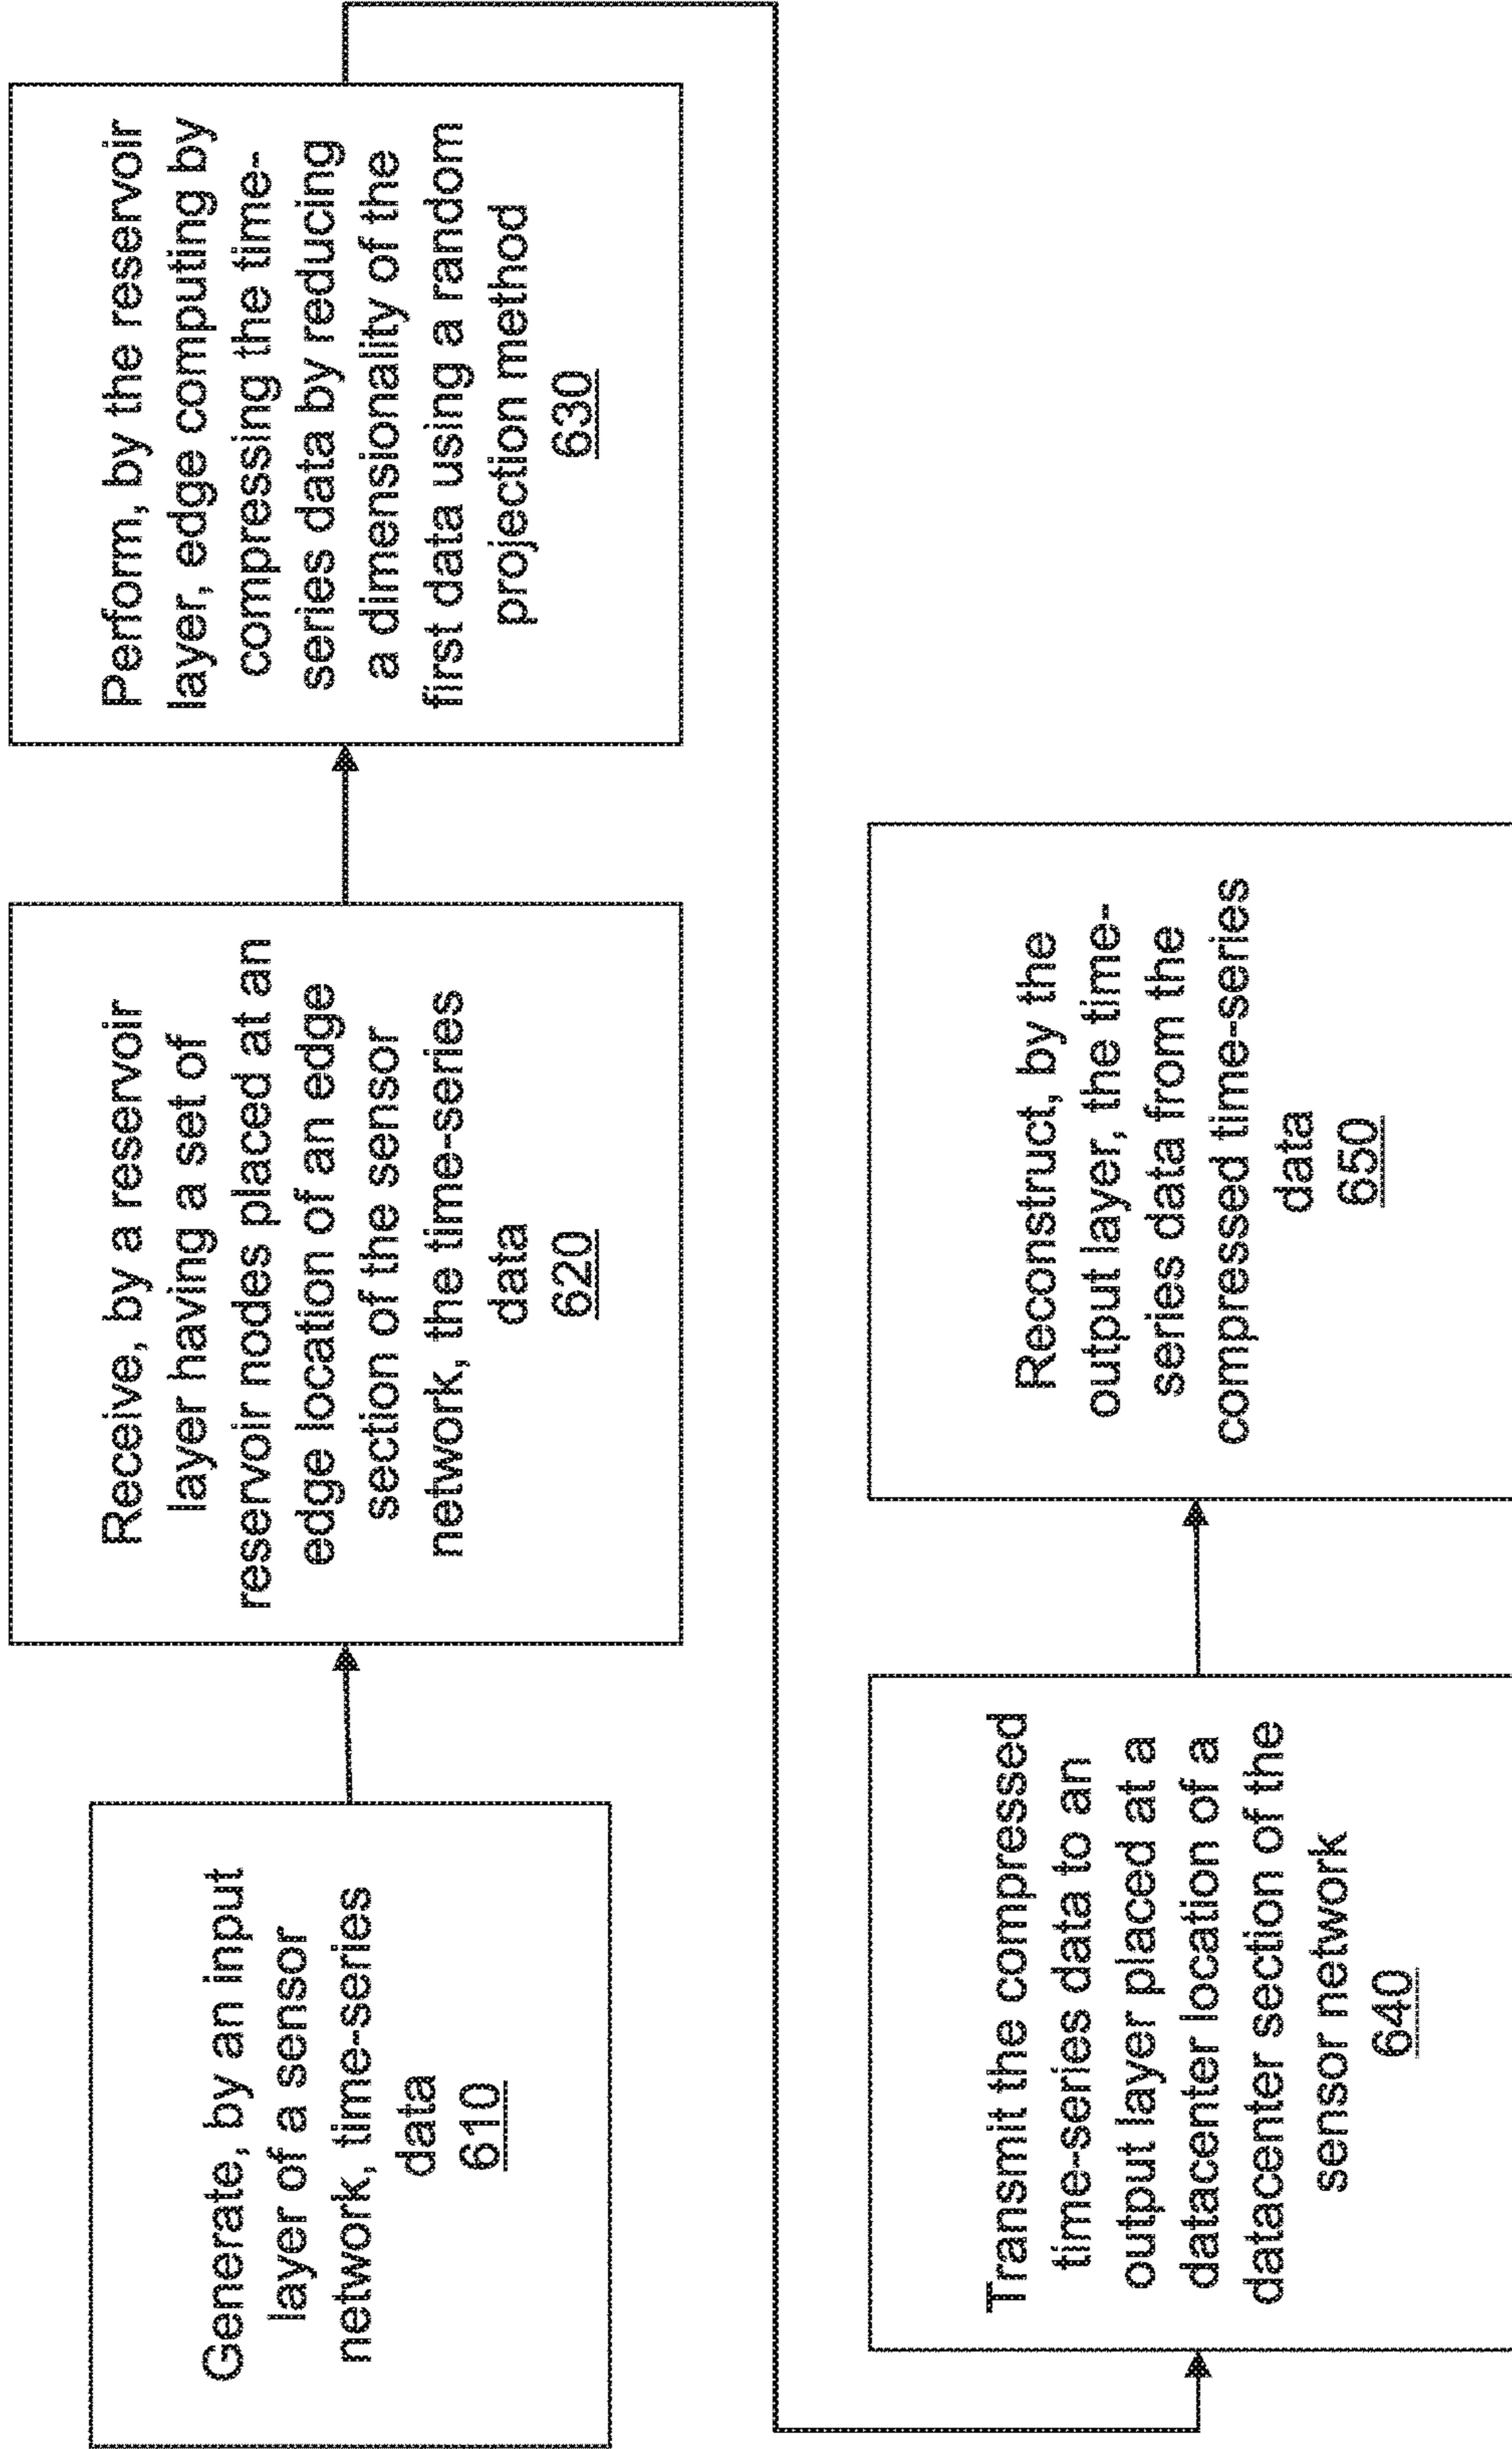 Generate, by an input
layer of a sensor
network, time-series
data
610
Receive, by a reservoir
layer having a set of
reservoir nodes placed at an
edge location of an edge
section of the sensor
network, the time-series
data
620
Perform, by the reservoir
layer, edge computing by
compressing the time-
series data by reducing
a dimensionality of the
first data using a random
projection method
630
Transmit the compressed
time-series data to an
output layer placed at a
datacenter location of a
datacenter section of the
sensor network
640
Reconstruct, by the
output layer, the time-
series data from the
compressed time-series
data
650